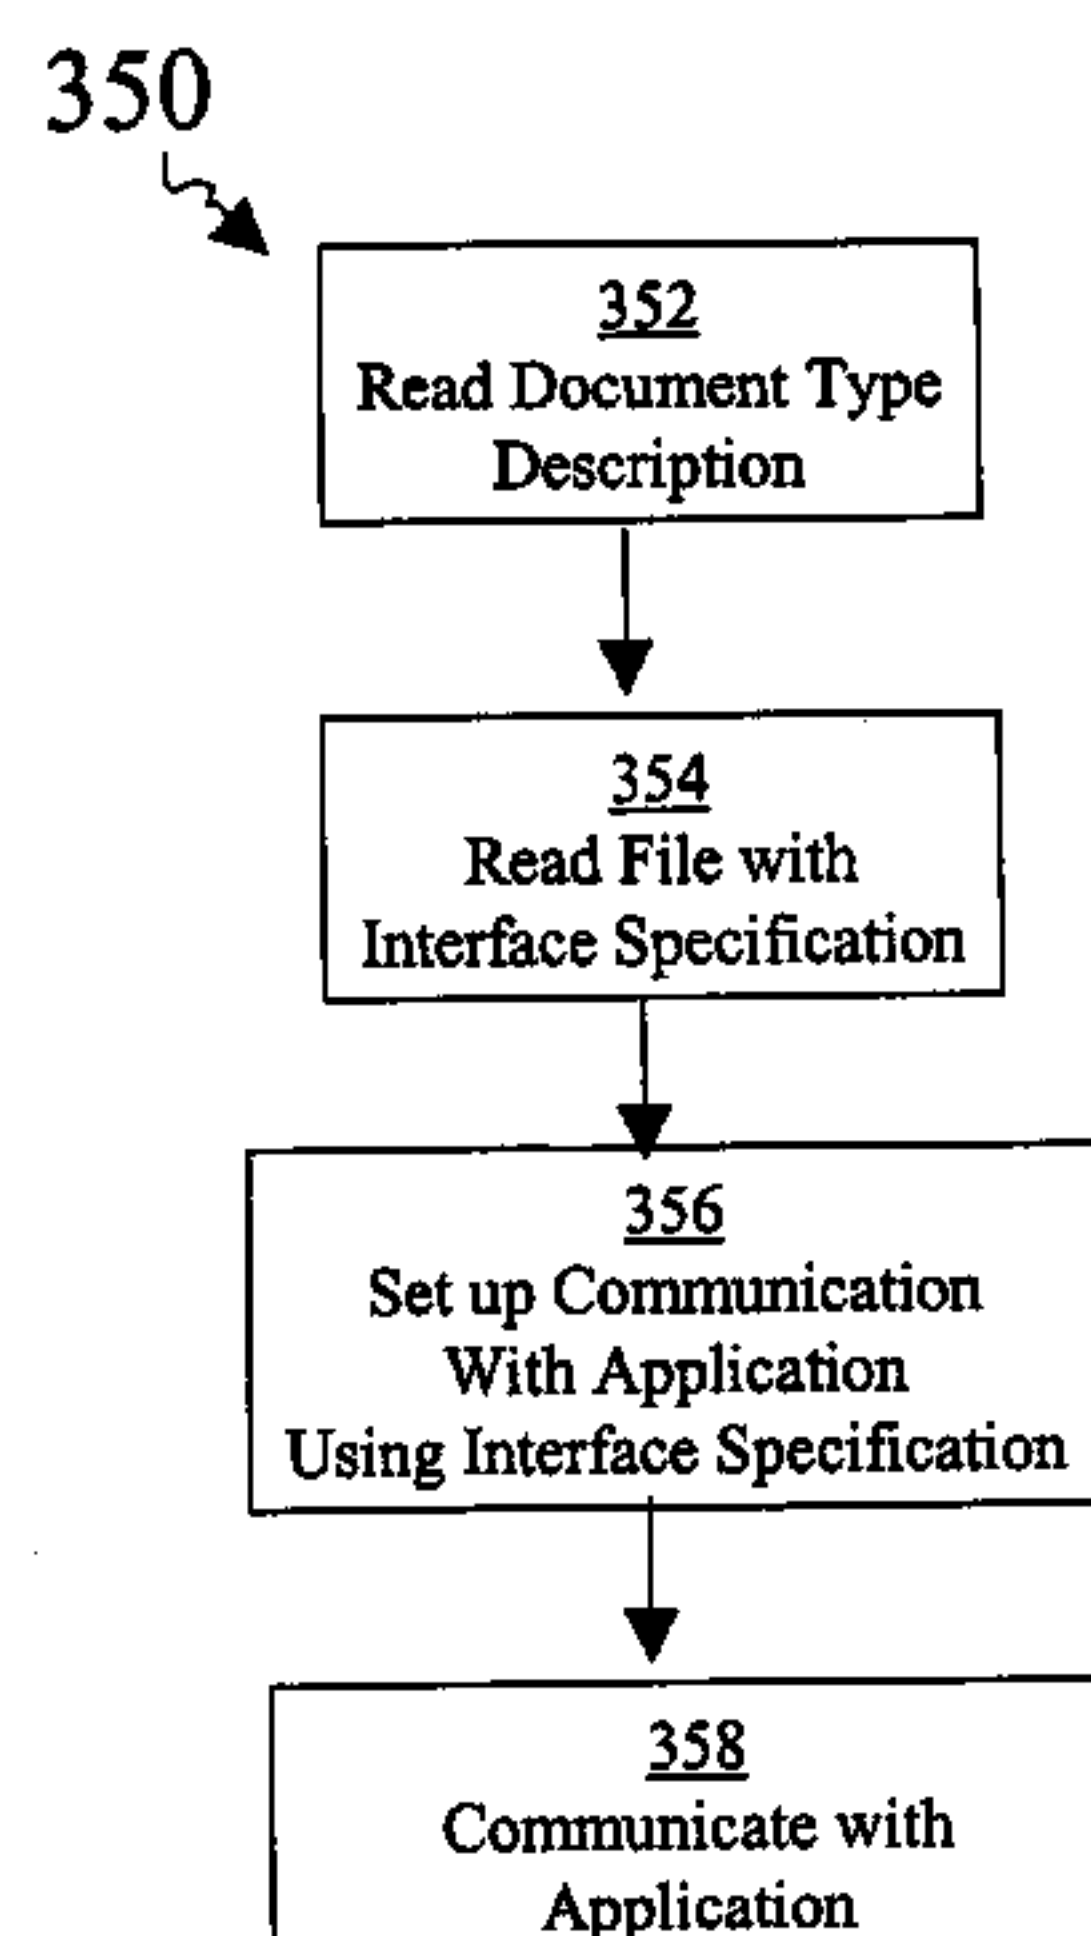 350
352
Read Document Type
Description
354
Read File with
Interface Specification
356
Set up Communication
With Application
Using Interface Specification
358
Communicate with
Application